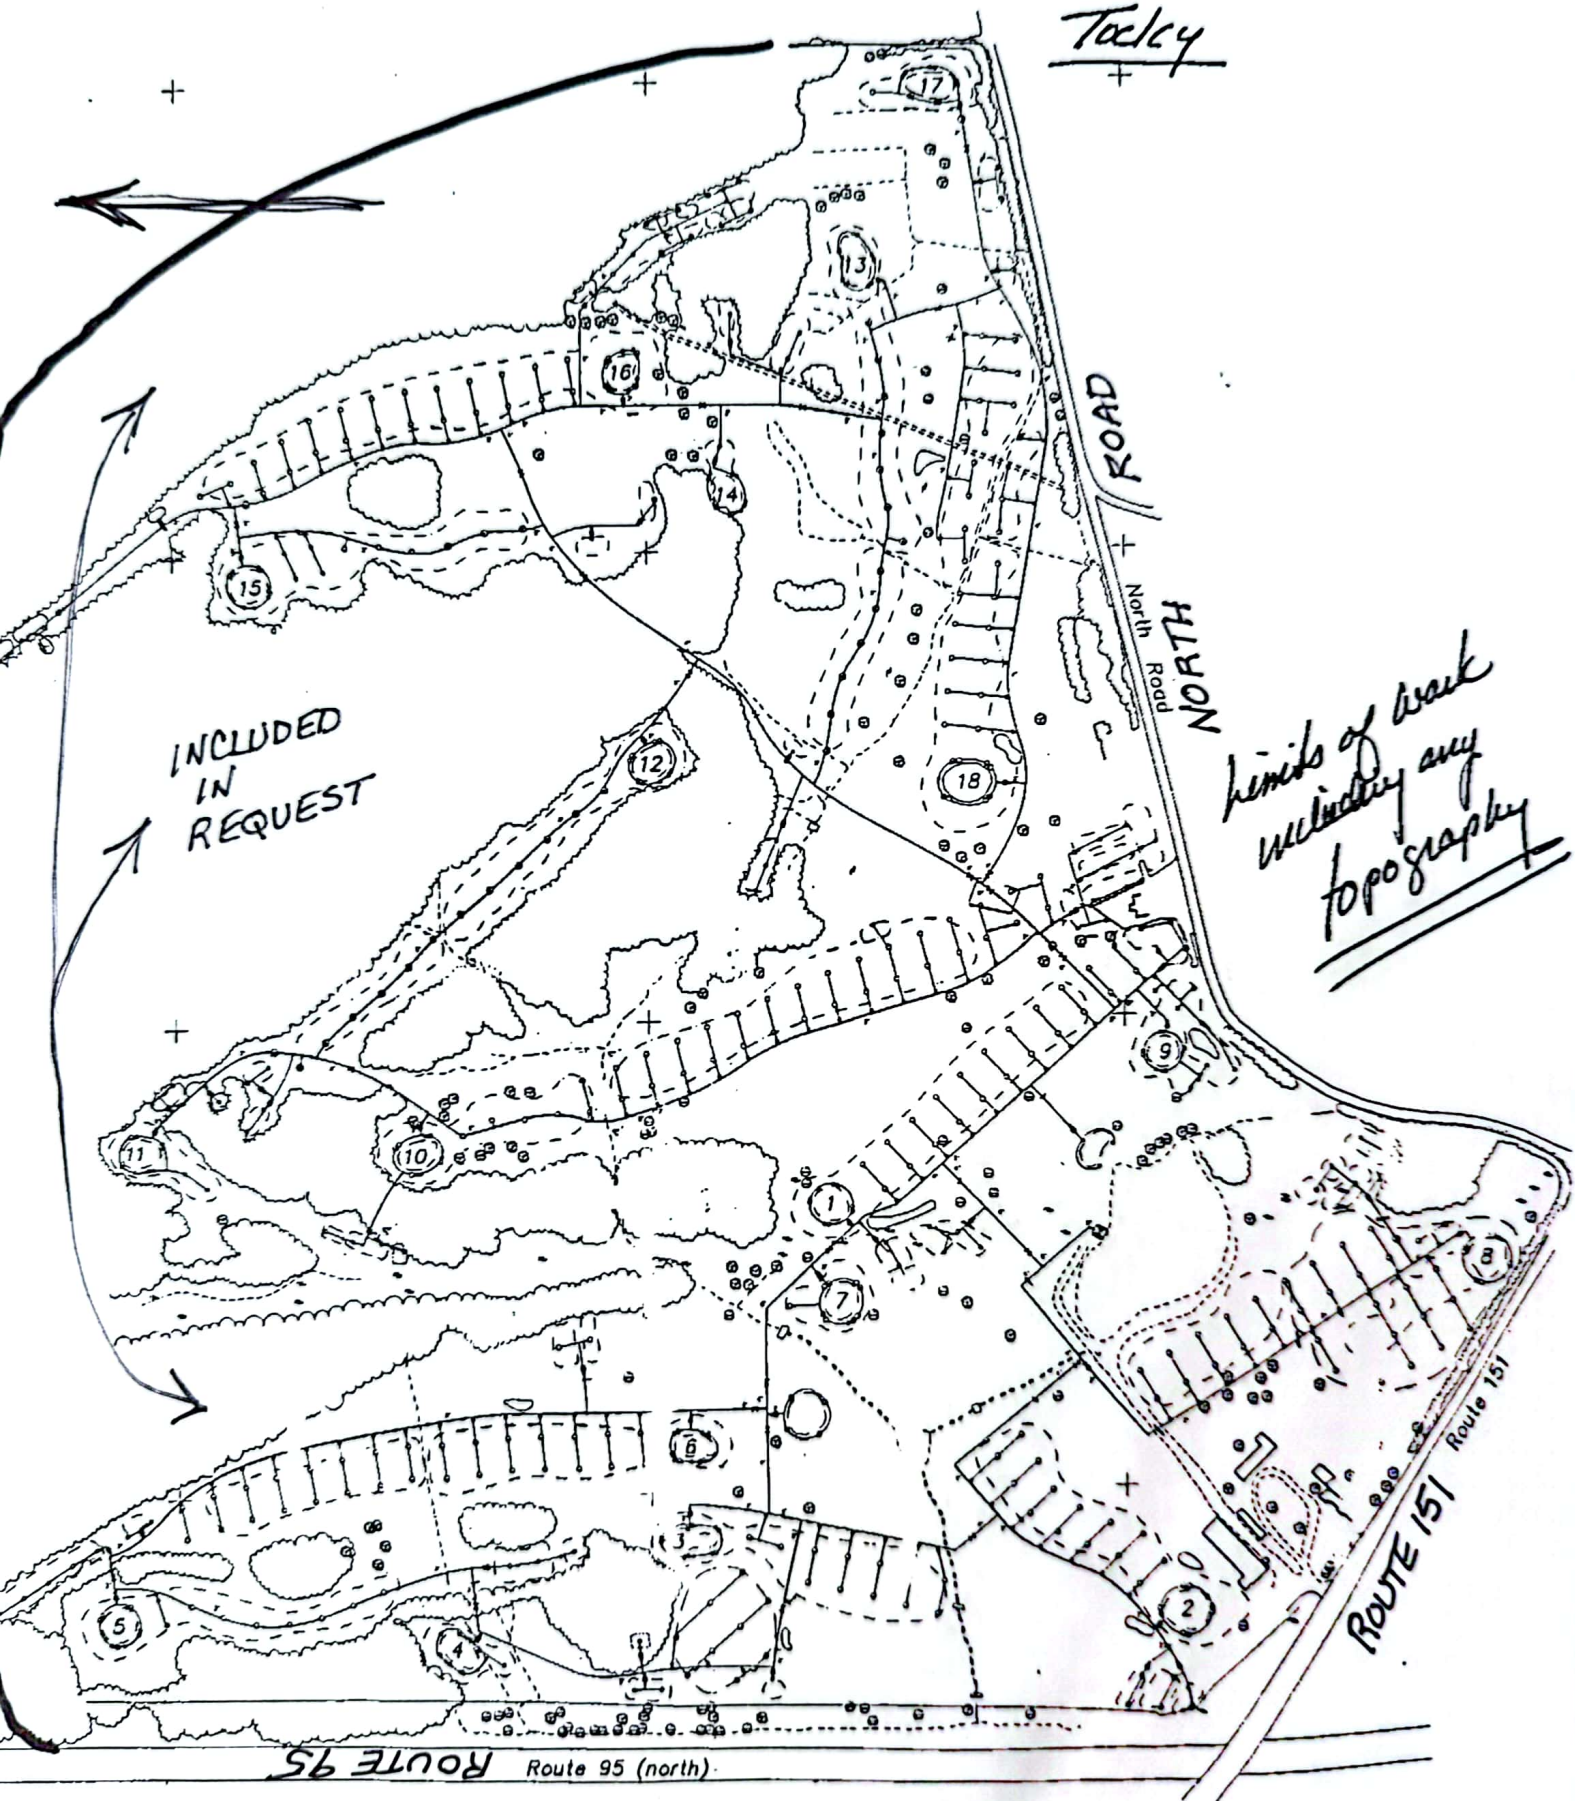 Today
17
13
16
ROAD
14
15
North
Road
NORTH
INCLUDED
IN
REQUEST
12
18
Limits of work
including any
topography
9
11
10
1
7
8
6
Route 151
ROUTE 151
3
2
5
4
ROUTE 95
Route 95 (north)